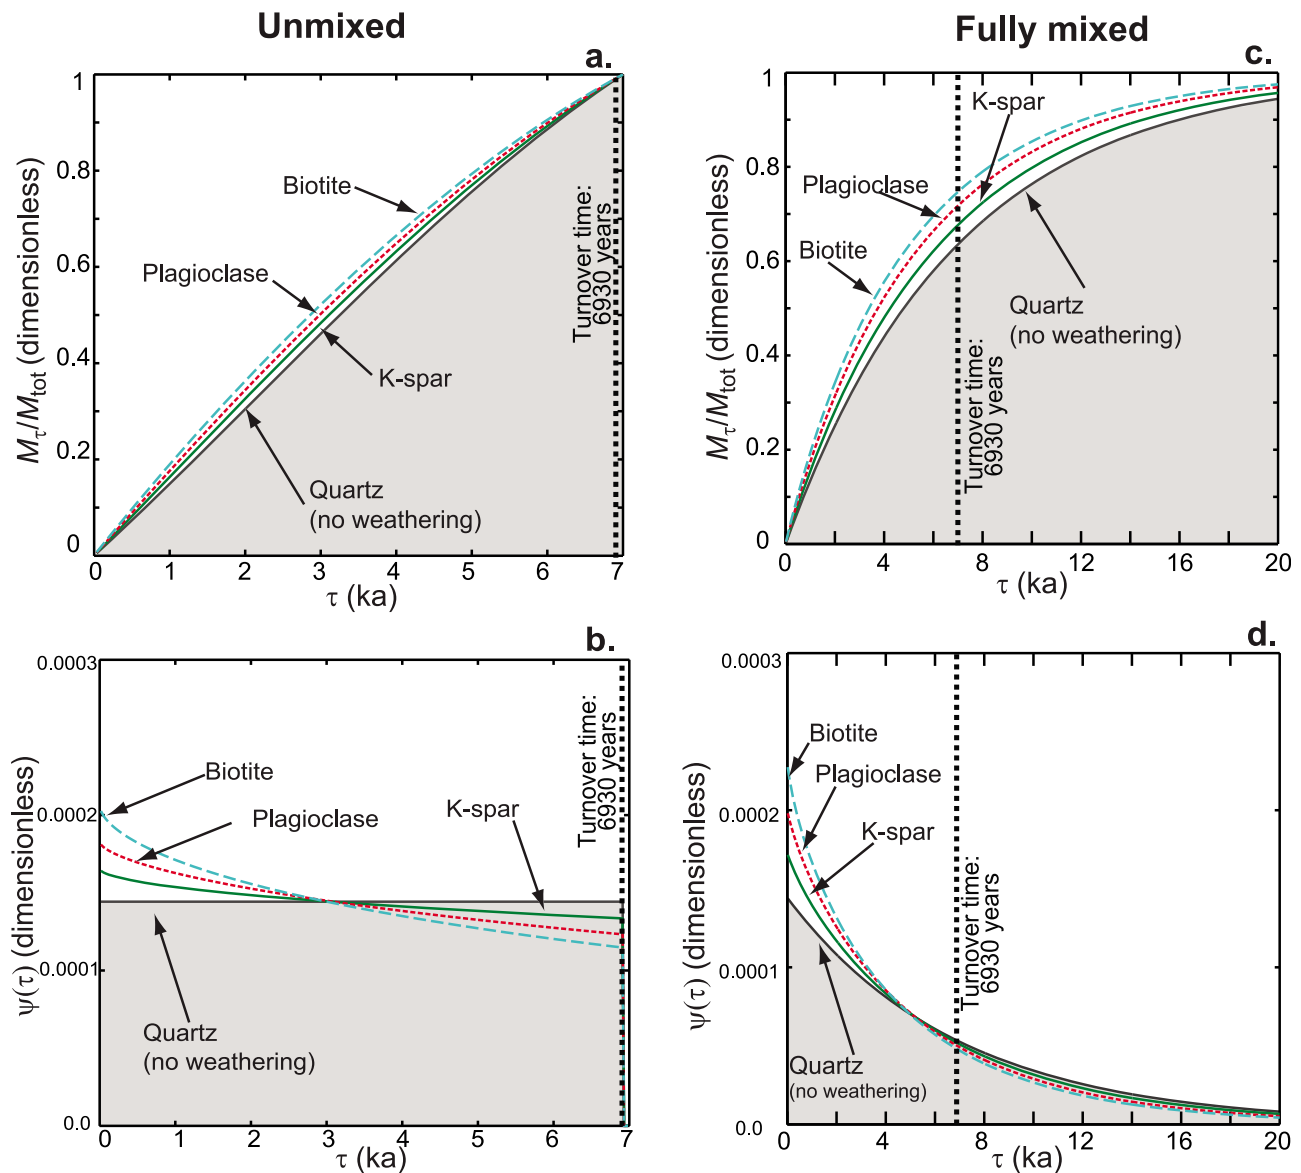 Unmixed
a.
1
0.8
0.6
0.4
0.2
0
M_τ/M_tot (dimensionless)
Biotite
Plagioclase
K-spar
Quartz
(no weathering)
Turnover time:
6930 years
0 1 2 3 4 5 6 7
τ (ka)
Fully mixed
c.
1
0.8
0.6
0.4
0.2
0
M_τ/M_tot (dimensionless)
K-spar
Plagioclase
Biotite
Quartz
(no weathering)
Turnover time:
6930 years
0 4 8 12 16 20
τ (ka)
b.
0.0003
0.0002
0.0001
0.0
ψ(τ) (dimensionless)
Biotite
Plagioclase
K-spar
Quartz
(no weathering)
Turnover time:
6930 years
0 1 2 3 4 5 6 7
τ (ka)
d.
0.0003
0.0002
0.0001
0.0
ψ(τ) (dimensionless)
Biotite
Plagioclase
K-spar
Quartz
(no weathering)
Turnover time:
6930 years
0 4 8 12 16 20
τ (ka)